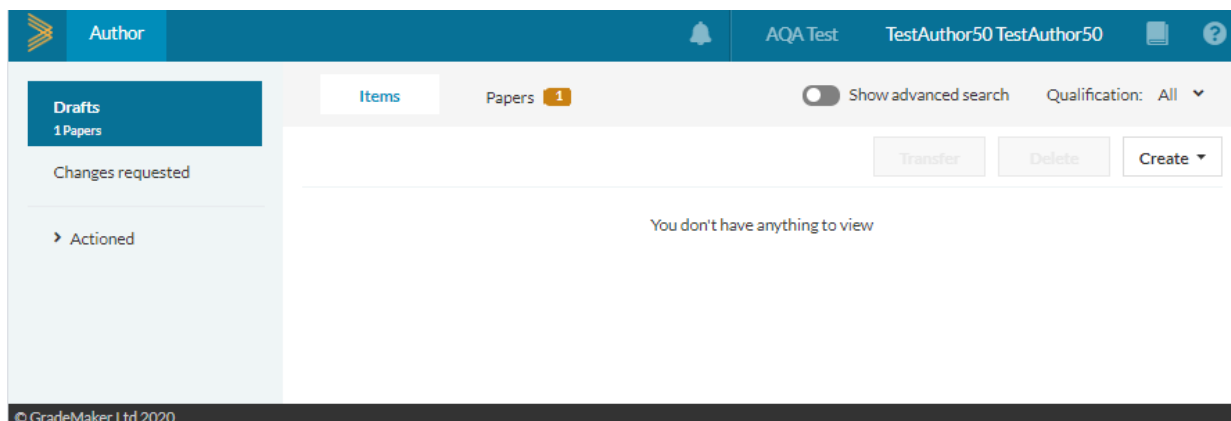 Author AQA Test TestAuthor50 TestAuthor50
Drafts
1 Papers
Changes requested
Actioned
Items Papers 1 Show advanced search Qualification: All
Transfer Delete Create
You don't have anything to view
© GradeMaker Ltd 2020